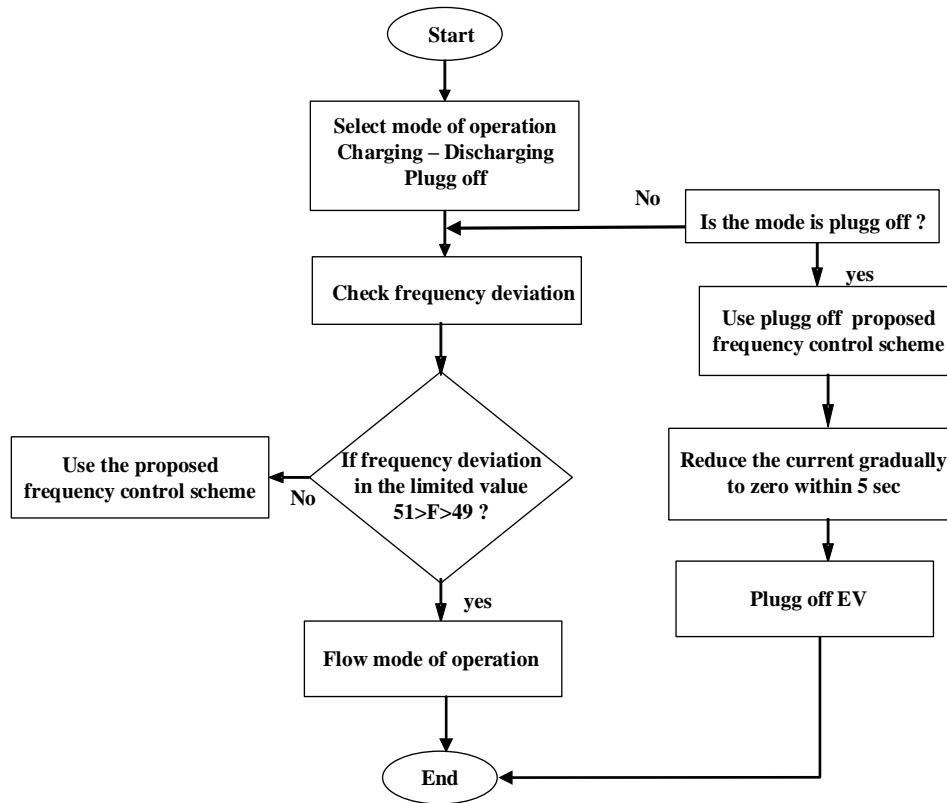 Start
Select mode of operation
Charging – Discharging
Plugg off
No
Is the mode is plugg off ?
yes
Check frequency deviation
Use plugg off proposed
frequency control scheme
If frequency deviation
in the limited value
51>F>49 ?
Use the proposed
frequency control scheme
No
Reduce the current gradually
to zero within 5 sec
yes
Plugg off EV
Flow mode of operation
End